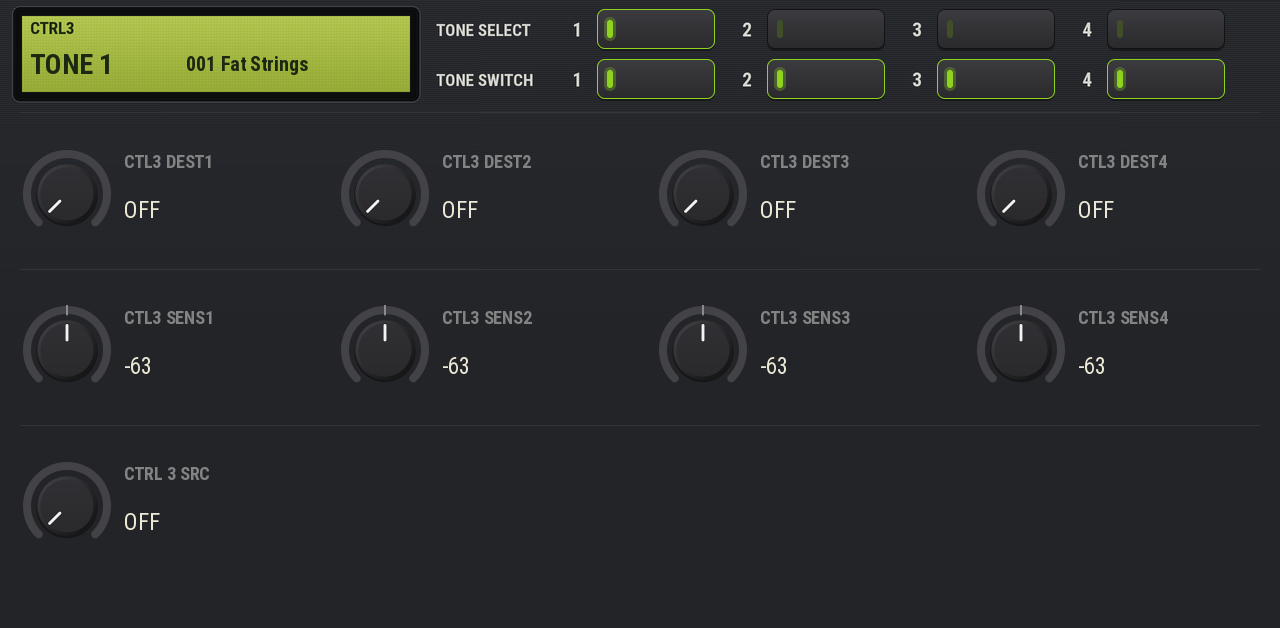 CTRL3
TONE 1 001 Fat Strings
TONE SELECT 1 2 3 4
TONE SWITCH 1 2 3 4
CTL3 DEST1 CTL3 DEST2 CTL3 DEST3 CTL3 DEST4
OFF OFF OFF OFF
CTL3 SENS1 CTL3 SENS2 CTL3 SENS3 CTL3 SENS4
-63 -63 -63 -63
CTRL 3 SRC
OFF